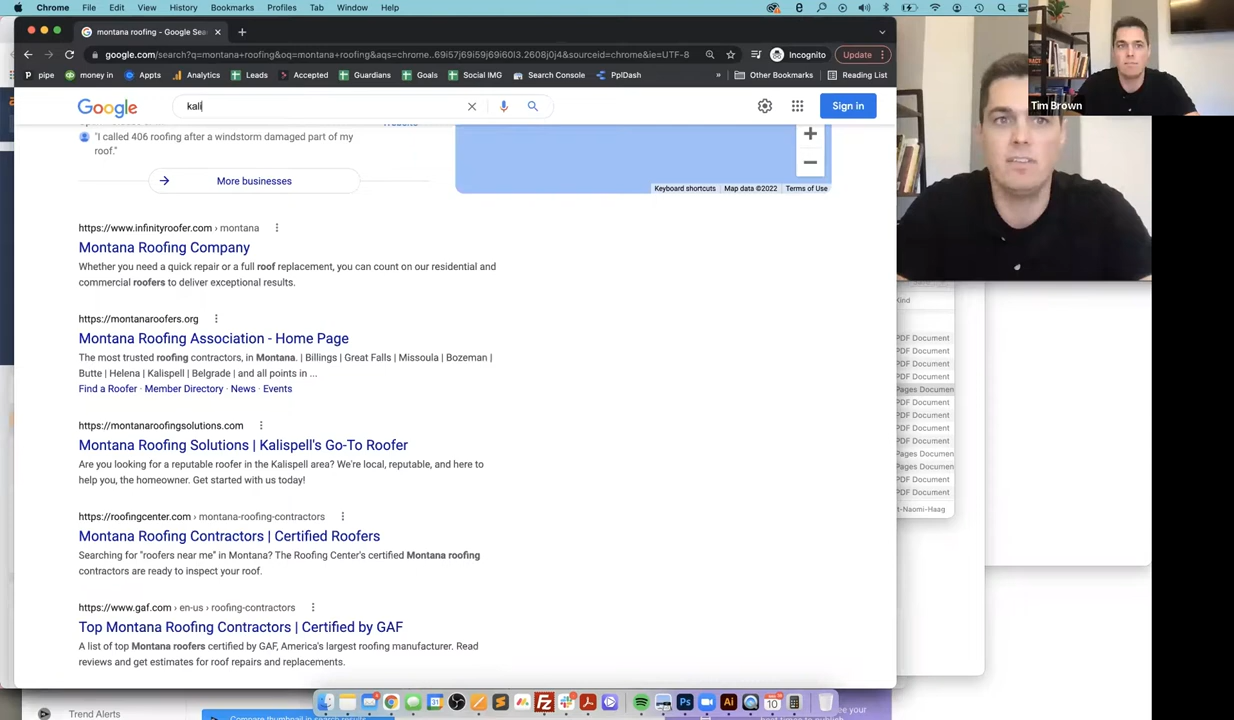 Chrome File Edit View History Bookmarks Profiles Tab Window Help
montana roofing - Google Sea
google.com/search?q=montana+roofing&oq=montana+roofing&aqs=chrome..69i57j69i59j69i60l3.2608j0j4&sourceid=chrome&ie=UTF-8
Incognito
Update
pipe
money in
Appts
Analytics
Leads
Accepted
Guardians
Goals
Social IMG
Search Console
PplDash
»
Other Bookmarks
Reading List
Google
kali
Sign in
Tim Brown
"I called 406 roofing after a windstorm damaged part of my
roof."
Website
More businesses
Keyboard shortcuts
Map data ©2022
Terms of Use
https://www.infinityroofer.com › montana
Montana Roofing Company
Whether you need a quick repair or a full roof replacement, you can count on our residential and
commercial roofers to deliver exceptional results.
https://montanaroofers.org
Montana Roofing Association - Home Page
The most trusted roofing contractors, in Montana. | Billings | Great Falls | Missoula | Bozeman |
Butte | Helena | Kalispell | Belgrade | and all points in ...
Find a Roofer · Member Directory · News · Events
https://montanaroofingsolutions.com
Montana Roofing Solutions | Kalispell's Go-To Roofer
Are you looking for a reputable roofer in the Kalispell area? We're local, reputable, and here to
help you, the homeowner. Get started with us today!
https://roofingcenter.com › montana-roofing-contractors
Montana Roofing Contractors | Certified Roofers
Searching for "roofers near me" in Montana? The Roofing Center's certified Montana roofing
contractors are ready to inspect your roof.
https://www.gaf.com › en-us › roofing-contractors
Top Montana Roofing Contractors | Certified by GAF
A list of top Montana roofers certified by GAF, America's largest roofing manufacturer. Read
reviews and get estimates for roof repairs and replacements.
Kind
PDF Document
PDF Document
PDF Document
PDF Document
Pages Documen
PDF Document
PDF Document
PDF Document
PDF Document
Pages Documen
Pages Documen
PDF Document
PDF Document
t-Naomi-Haag
Trend Alerts
Compare thumbnail in search results